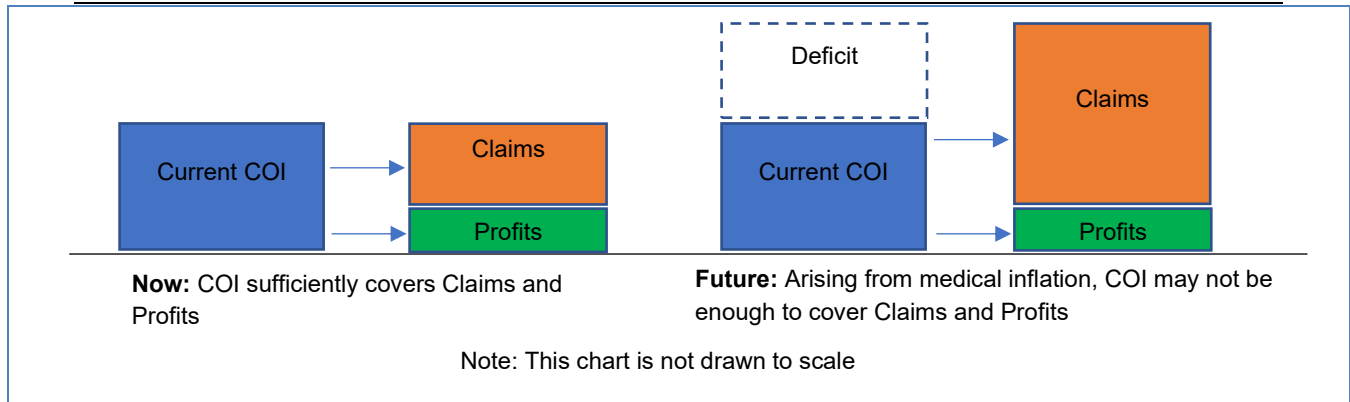 Deficit
Claims
Current COI
Claims
Current COI
Profits
Profits
Now: COI sufficiently covers Claims and
Profits
Future: Arising from medical inflation, COI may not be
enough to cover Claims and Profits
Note: This chart is not drawn to scale